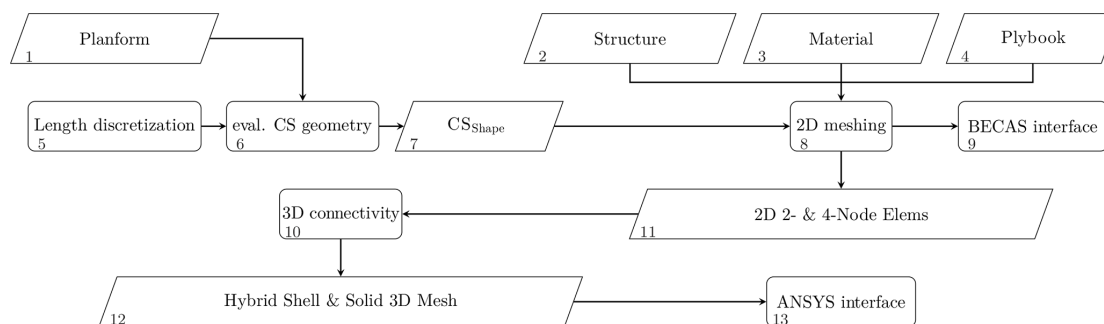 Planform
1
Structure
2
Material
3
Plybook
4
Length discretization
5
eval. CS geometry
6
CSShape
7
2D meshing
8
BECAS interface
9
3D connectivity
10
2D 2- & 4-Node Elems
11
Hybrid Shell & Solid 3D Mesh
12
ANSYS interface
13